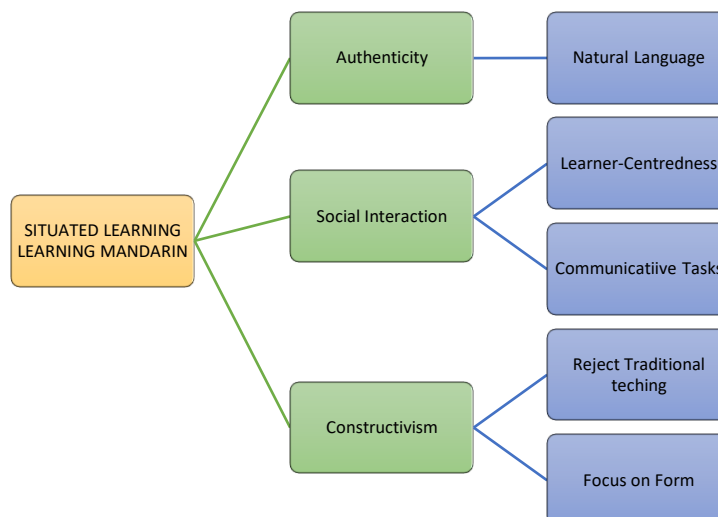 Authenticity
Natural Language
Learner-Centredness
SITUATED LEARNING
LEARNING MANDARIN
Social Interaction
Communicatiive Tasks
Reject Traditional
teching
Constructivism
Focus on Form